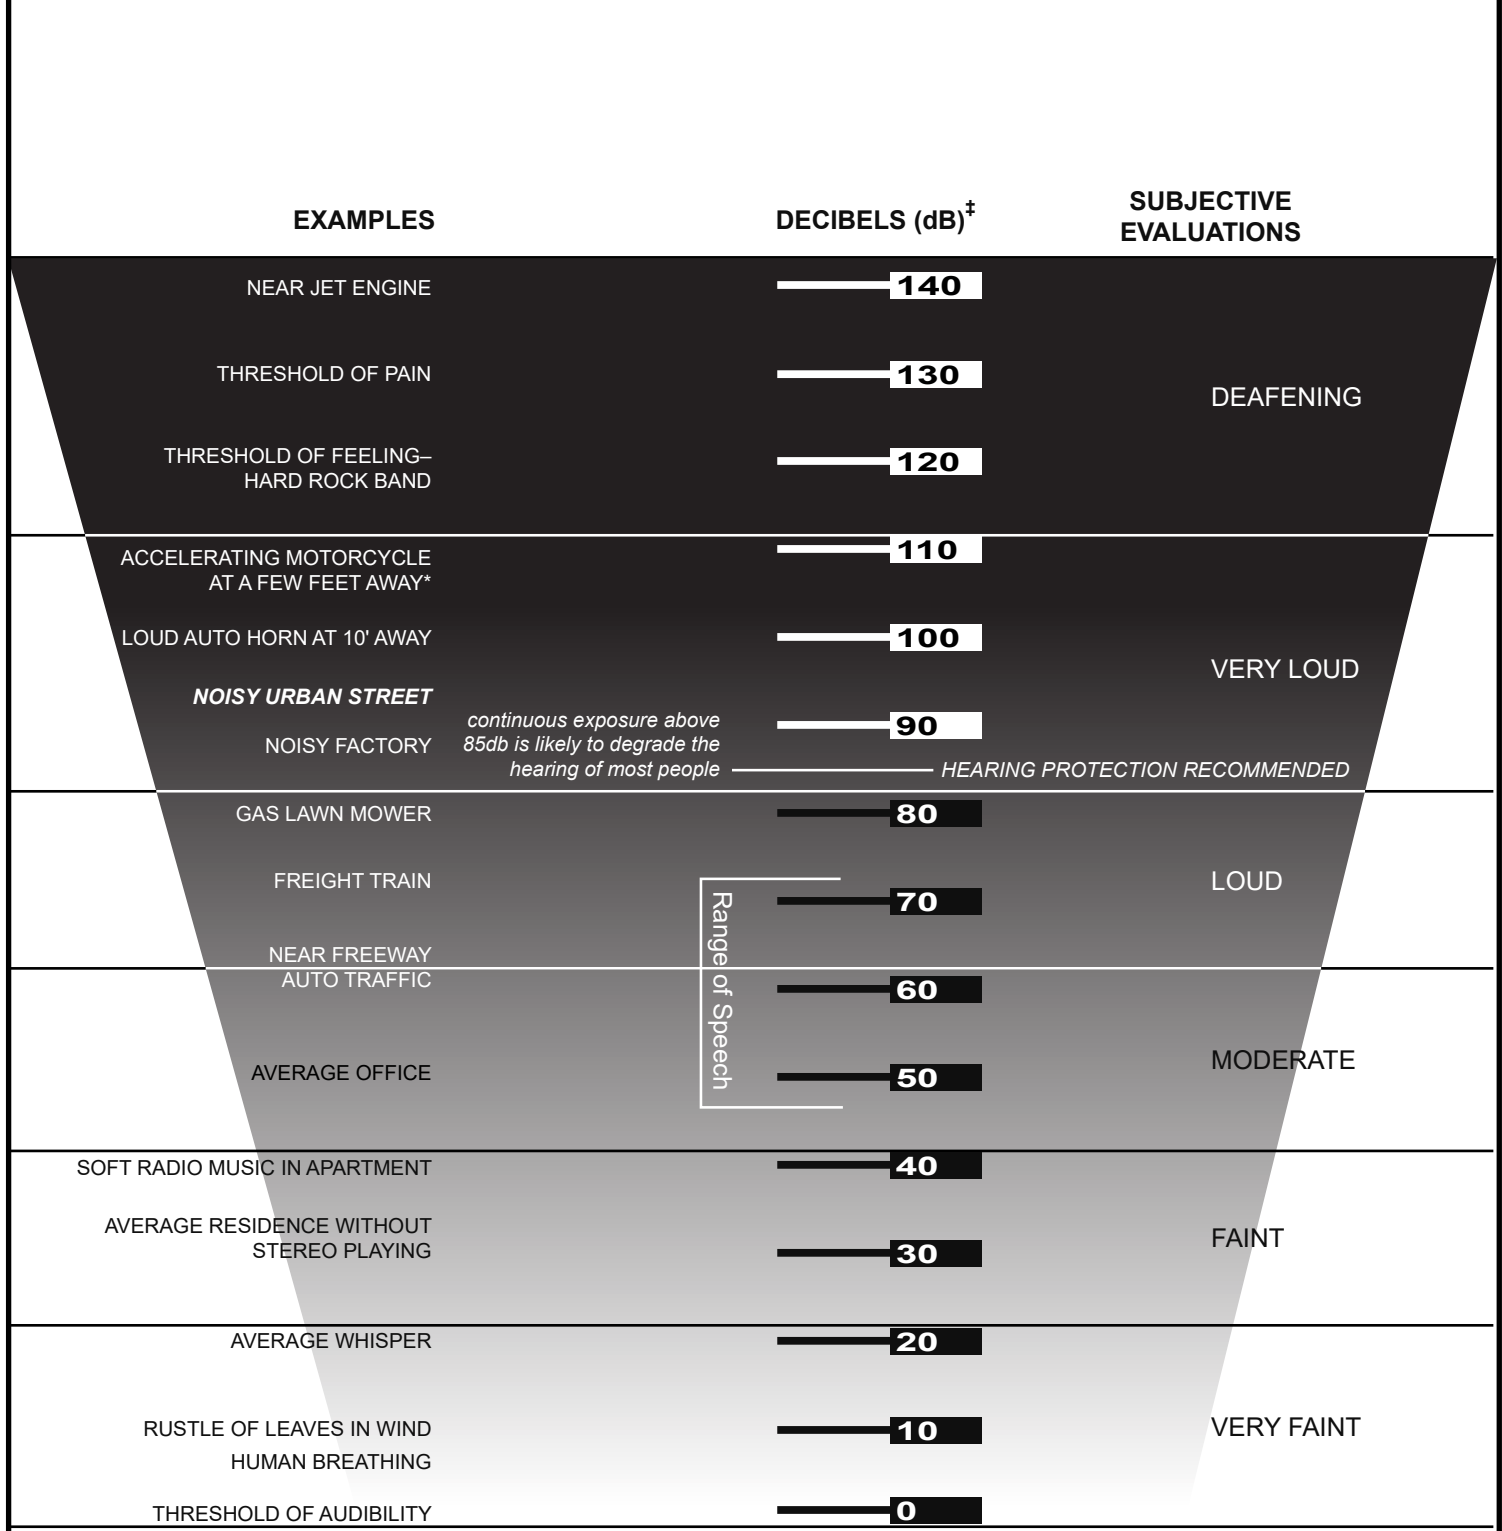 EXAMPLES
DECIBELS (dB)‡
SUBJECTIVE
EVALUATIONS
NEAR JET ENGINE
140
THRESHOLD OF PAIN
130
DEAFENING
THRESHOLD OF FEELING–
HARD ROCK BAND
120
ACCELERATING MOTORCYCLE
AT A FEW FEET AWAY*
110
LOUD AUTO HORN AT 10' AWAY
100
VERY LOUD
NOISY URBAN STREET
NOISY FACTORY
continuous exposure above
85db is likely to degrade the
hearing of most people
90
HEARING PROTECTION RECOMMENDED
GAS LAWN MOWER
80
FREIGHT TRAIN
70
LOUD
Range of Speech
NEAR FREEWAY
AUTO TRAFFIC
60
AVERAGE OFFICE
50
MODERATE
SOFT RADIO MUSIC IN APARTMENT
40
AVERAGE RESIDENCE WITHOUT
STEREO PLAYING
30
FAINT
AVERAGE WHISPER
20
RUSTLE OF LEAVES IN WIND
10
VERY FAINT
HUMAN BREATHING
THRESHOLD OF AUDIBILITY
0